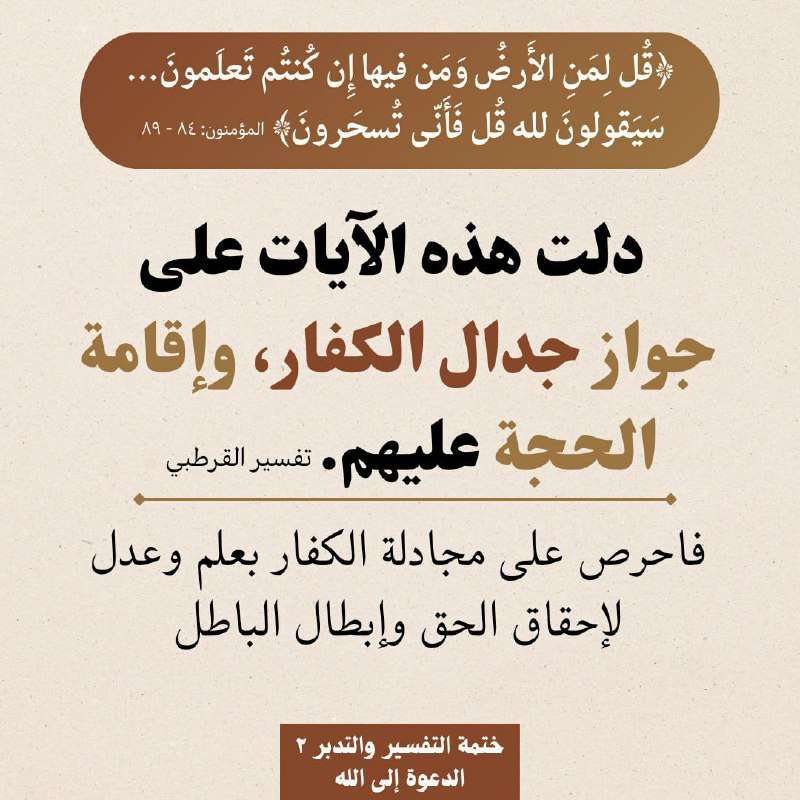 ﴿قُل لِمَنِ الأَرضُ وَمَن فيها إِن كُنتُم تَعلَمونَ...
سَيَقولونَ لله قُل فَأَنّى تُسحَرونَ﴾ المؤمنون: ٨٤ - ٨٩
دلت هذه الآيات على
جواز جدال الكفار، وإقامة
الحجة عليهم. تفسير القرطبي
فاحرص على مجادلة الكفار بعلم وعدل
لإحقاق الحق وإبطال الباطل
ختمة التفسير والتدبر ٢
الدعوة إلى الله